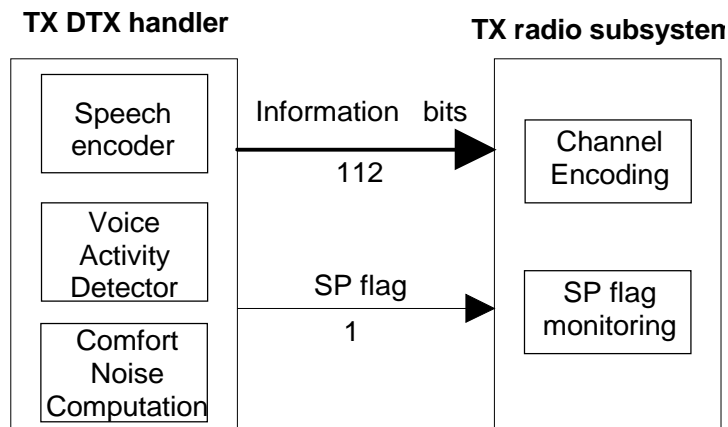 TX DTX handler
TX radio subsystem
Speech
encoder
Information bits
112
Channel
Encoding
Voice
Activity
Detector
SP flag
1
SP flag
monitoring
Comfort
Noise
Computation